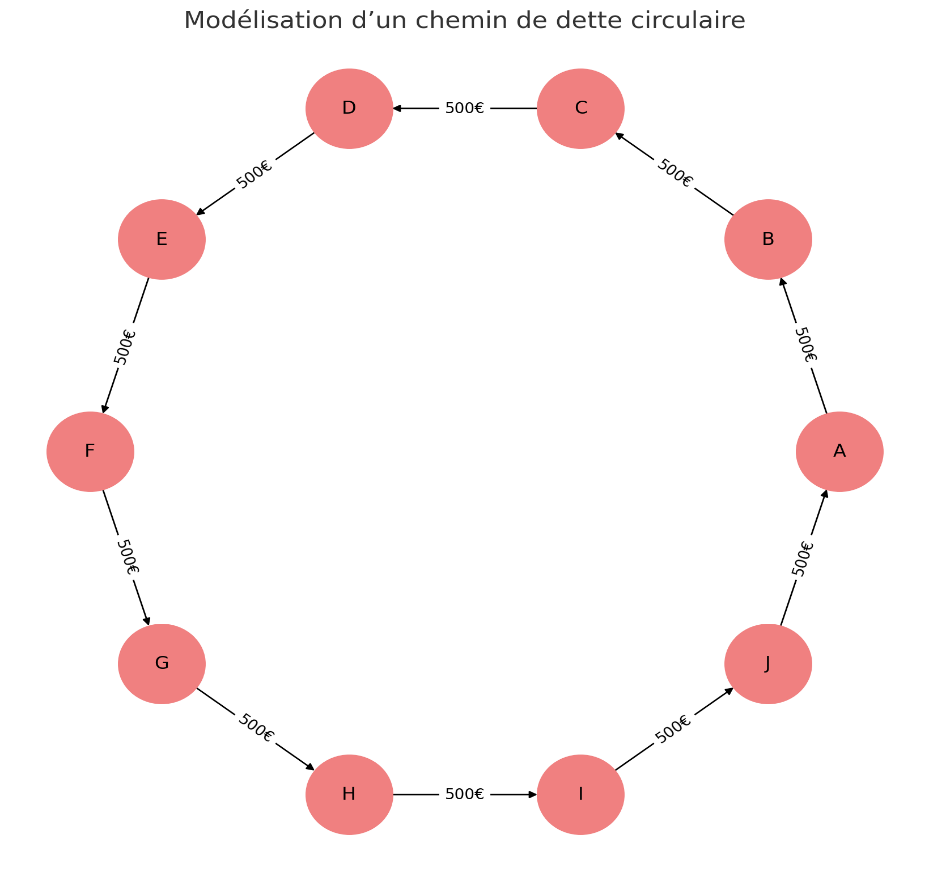 Modélisation d’un chemin de dette circulaire
D
500€
C
500€
500€
E
B
500€
500€
F
A
500€
500€
G
J
500€
500€
H
500€
I